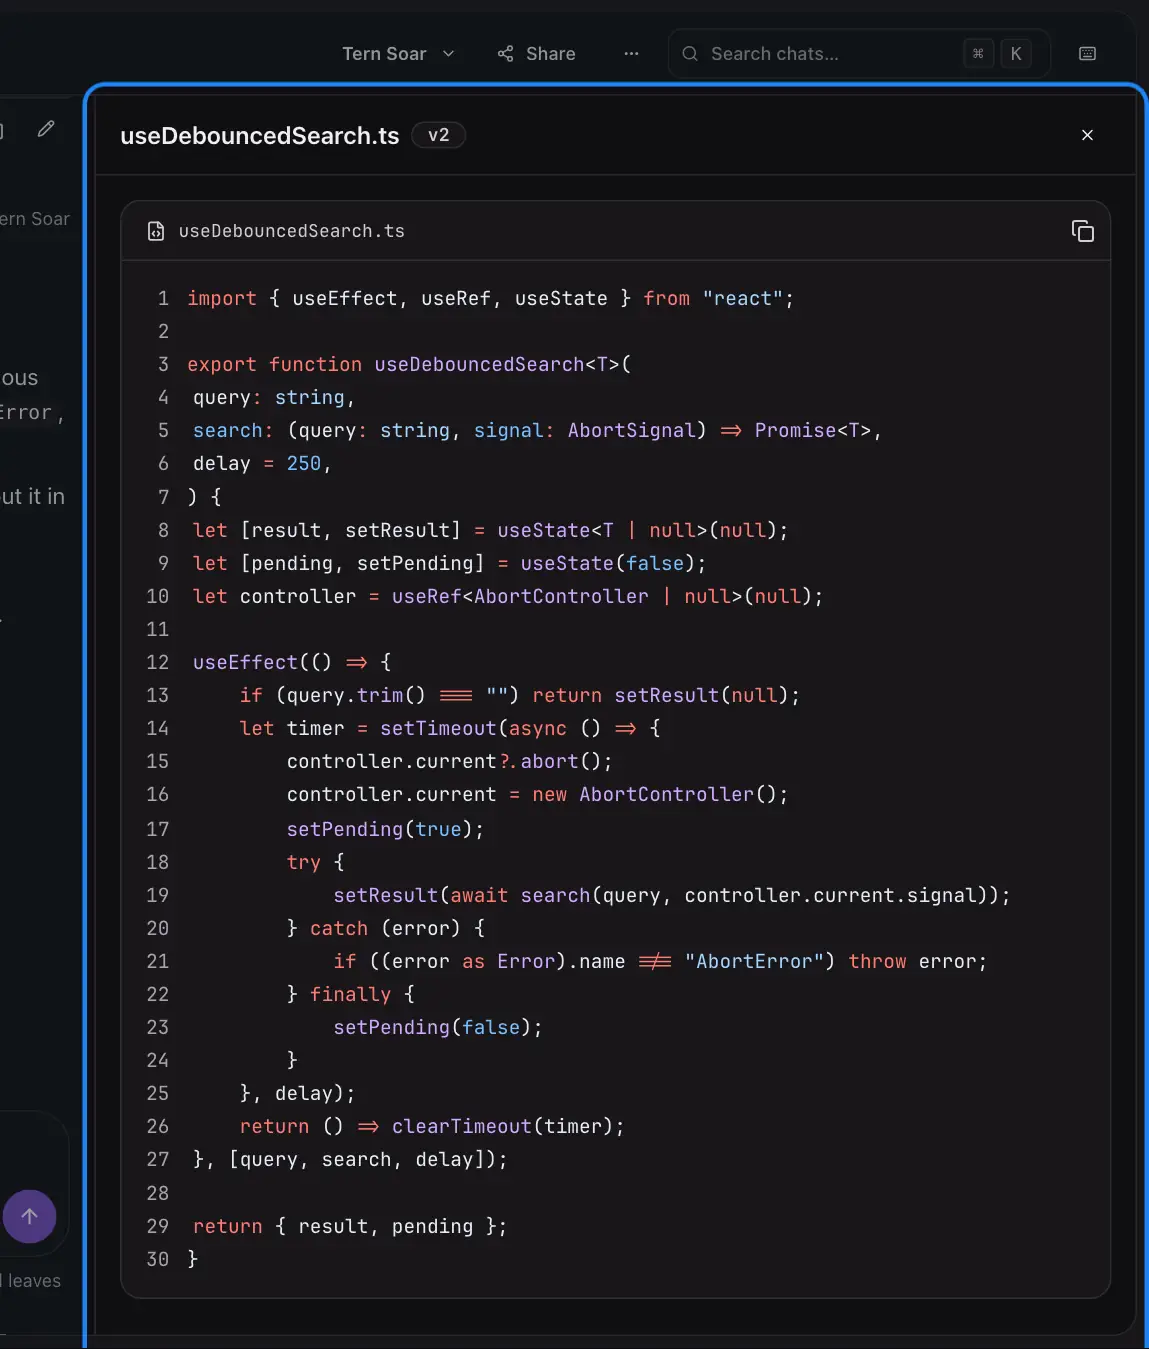 Tern Soar Share ... Search chats... ⌘ K
useDebouncedSearch.ts v2
ern Soar
ous
Error,
ut it in
leaves
useDebouncedSearch.ts
1 import { useEffect, useRef, useState } from "react";
2
3 export function useDebouncedSearch<T>(
4 query: string,
5 search: (query: string, signal: AbortSignal) => Promise<T>,
6 delay = 250,
7 ) {
8 let [result, setResult] = useState<T | null>(null);
9 let [pending, setPending] = useState(false);
10 let controller = useRef<AbortController | null>(null);
11
12 useEffect(() => {
13     if (query.trim() === "") return setResult(null);
14     let timer = setTimeout(async () => {
15         controller.current?.abort();
16         controller.current = new AbortController();
17         setPending(true);
18         try {
19             setResult(await search(query, controller.current.signal));
20         } catch (error) {
21             if ((error as Error).name !== "AbortError") throw error;
22         } finally {
23             setPending(false);
24         }
25     }, delay);
26     return () => clearTimeout(timer);
27 }, [query, search, delay]);
28
29 return { result, pending };
30 }